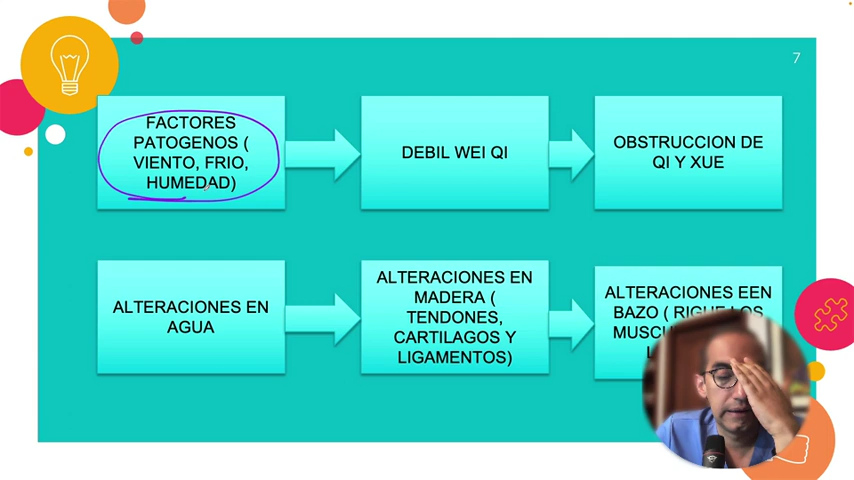 7
FACTORES
PATOGENOS (
VIENTO, FRIO,
HUMEDAD)
DEBIL WEI QI
OBSTRUCCION DE
QI Y XUE
ALTERACIONES EN
AGUA
ALTERACIONES EN
MADERA (
TENDONES,
CARTILAGOS Y
LIGAMENTOS)
ALTERACIONES EEN
BAZO ( RIGUE LOS